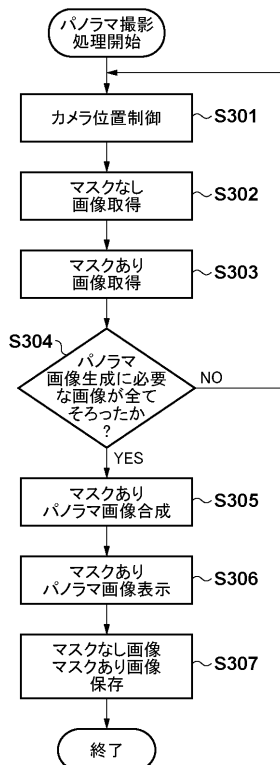 パノラマ撮影
処理開始
カメラ位置制御
S301
マスクなし
画像取得
S302
マスクあり
画像取得
S303
S304
パノラマ
画像生成に必要
な画像が全て
そろったか
?
NO
YES
マスクあり
パノラマ画像合成
S305
マスクあり
パノラマ画像表示
S306
マスクなし画像
マスクあり画像
保存
S307
終了